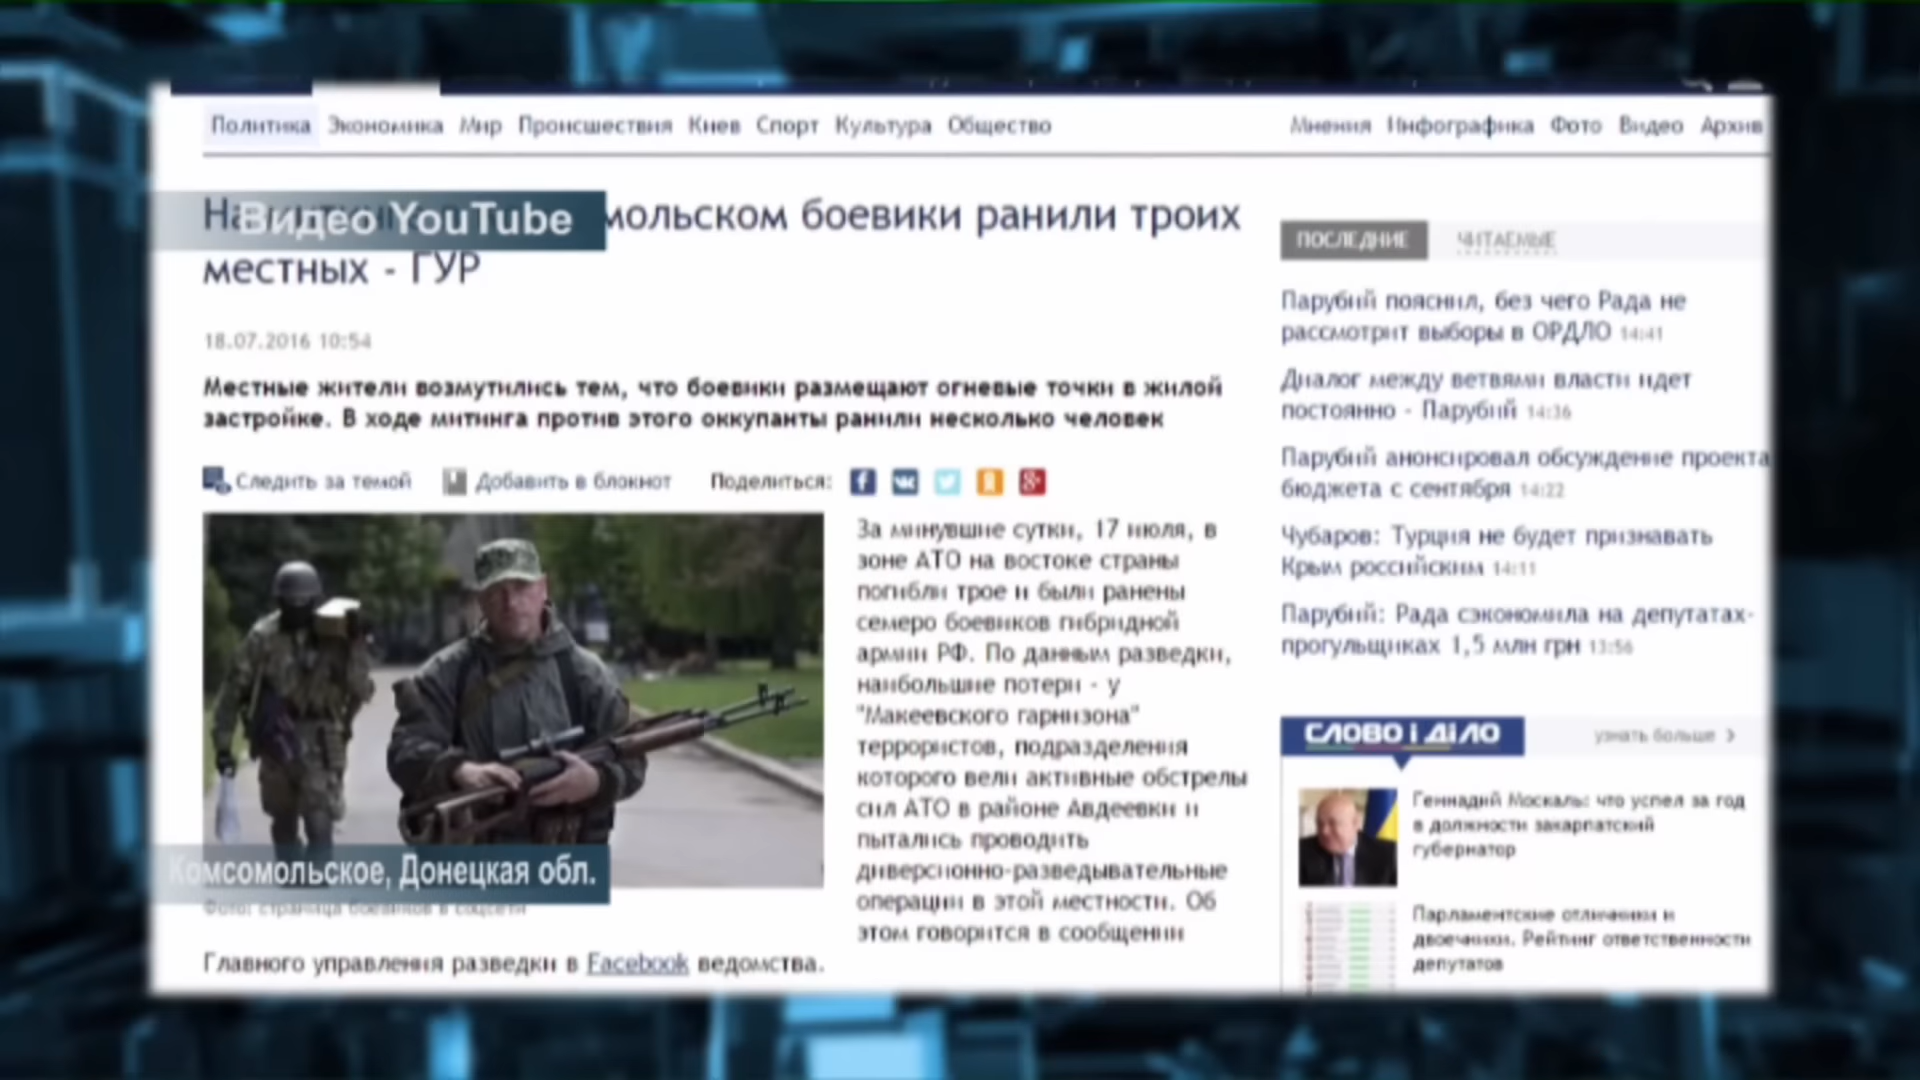 Политика Экономика Мир Происшествия Киев Спорт Культура Общество
Мнения Инфографика Фото Видео Архив
Видео YouTube
мольском боевики ранили троих
местных - ГУР
18.07.2016 10:54
Местные жители возмутились тем, что боевики размещают огневые точки в жилой
застройке. В ходе митинга против этого оккупанты ранили несколько человек
Следить за темой Добавить в блокнот Поделиться:
За минувшие сутки, 17 июля, в
зоне АТО на востоке страны
погибли трое и были ранены
семеро боевиков гибридной
армии РФ. По данным разведки,
наибольшие потери - у
"Макеевского гарнизона"
террористов, подразделения
которого вели активные обстрелы
сил АТО в районе Авдеевки и
пытались проводить
диверсионно-разведывательные
операции в этой местности. Об
этом говорится в сообщении
Комсомольское, Донецкая обл.
Фото: страница боевиков в соцсети
Главного управления разведки в Facebook ведомства.
ПОСЛЕДНИЕ ЧИТАЕМЫЕ
Парубий пояснил, без чего Рада не
рассмотрит выборы в ОРДЛО 14:41
Диалог между ветвями власти идет
постоянно - Парубий 14:36
Парубий анонсировал обсуждение проекта
бюджета с сентября 14:22
Чубаров: Турция не будет признавать
Крым российским 14:11
Парубий: Рада сэкономила на депутатах-
прогульщиках 1,5 млн грн 13:56
СЛОВО і ДІЛО узнать больше
Геннадий Москаль: что успел за год
в должности закарпатский
губернатор
Парламентские отличники и
двоечники. Рейтинг ответственности
депутатов